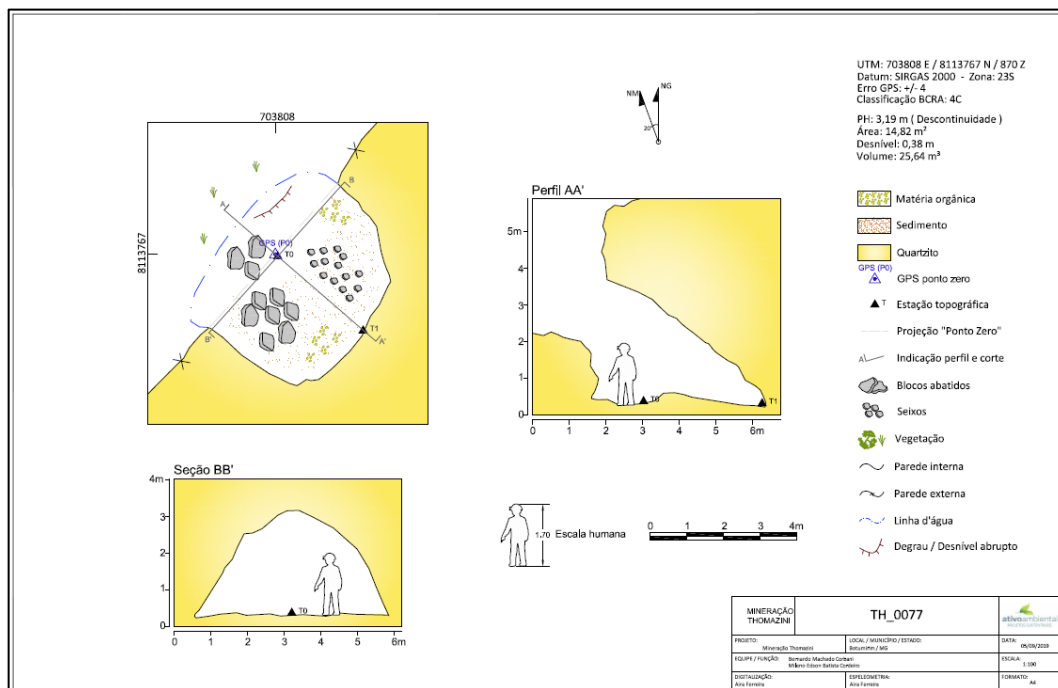 UTM: 703808 E / 8113767 N / 870 Z
Datum: SIRGAS 2000 - Zona: 23S
Erro GPS: +/- 4
Classificação BCRA: 4C
PH: 3,19 m ( Descontinuidade )
Área: 14,82 m²
Desnível: 0,38 m
Volume: 25,64 m³
NM
NG
20°
703808
8113767
A
B
GPS (P0)
T0
T1
B'
A'
Perfil AA'
5m
4
3
2
1
0
T0
T1
0 1 2 3 4 5 6m
Matéria orgânica
Sedimento
Quartzito
GPS (P0)
GPS ponto zero
T
Estação topográfica
Projeção "Ponto Zero"
A
Indicação perfil e corte
Blocos abatidos
Seixos
Vegetação
Parede interna
Parede externa
Linha d'água
Degrau / Desnível abrupto
Seção BB'
4m
3
2
1
0
T0
0 1 2 3 4 5 6m
1.70
Escala humana
0 1 2 3 4m
MINERAÇÃO
THOMAZINI
TH_0077
ativoambiental
PROJETO:
Mineração Thomazini
LOCAL / MUNICÍPIO / ESTADO:
Botumirim / MG
DATA:
EQUIPE / FUNÇÃO:
Bernardo Machado
Edson Batista Cordeiro
ESCALA:
1:100
DIGITALIZAÇÃO:
Aira Ferreira
ESPELEOMETRIA:
Aira Ferreira
FORMATO:
A4